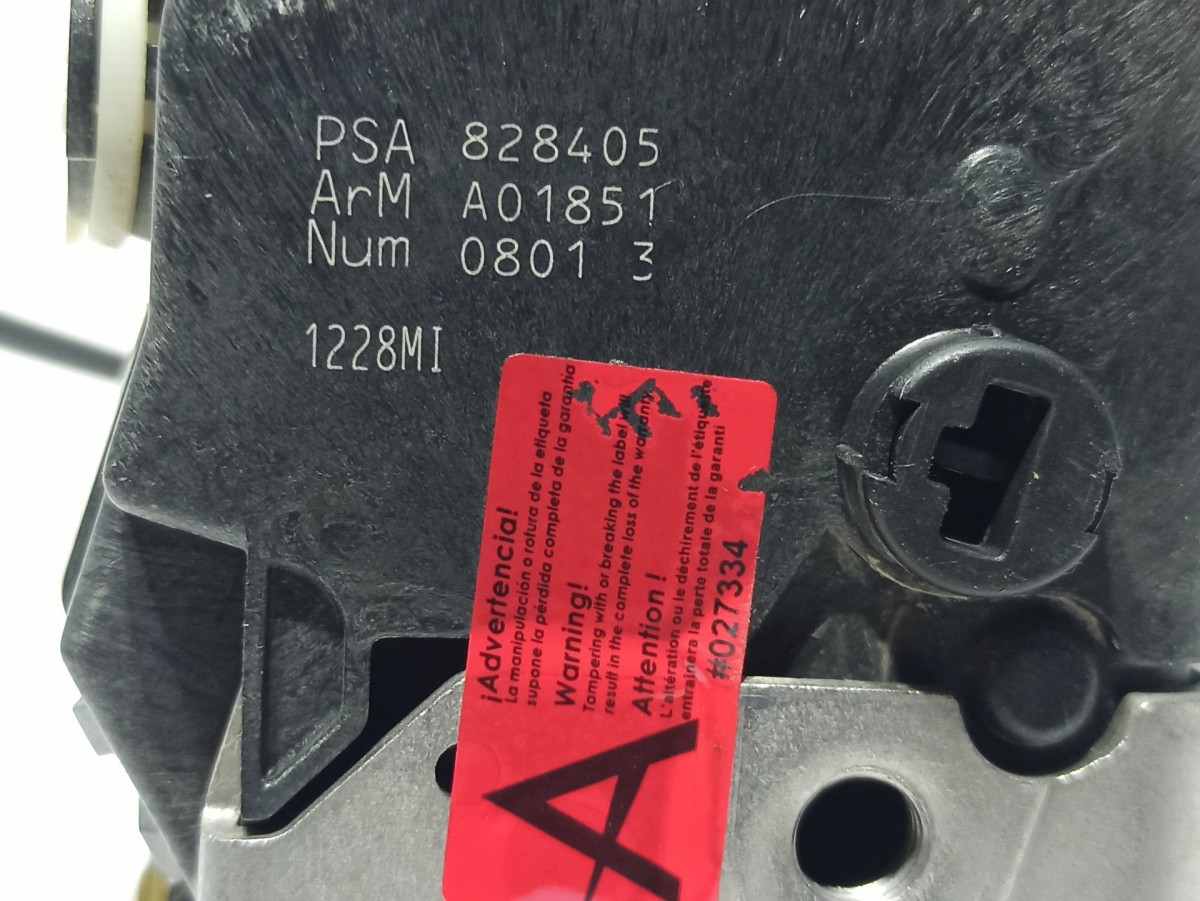 PSA 828405
ArM A01851
Num 0801 3
1228MI
¡Advertencia!
La manipulación o rotura de la etiqueta
supone la pérdida completa de la garantía
Warning!
Tampering with or breaking the label will
result in the complete loss of the warranty
Attention !
L'altération ou le déchirement de l'étiquette
entraînera la perte totale de la garanti
#027334
A